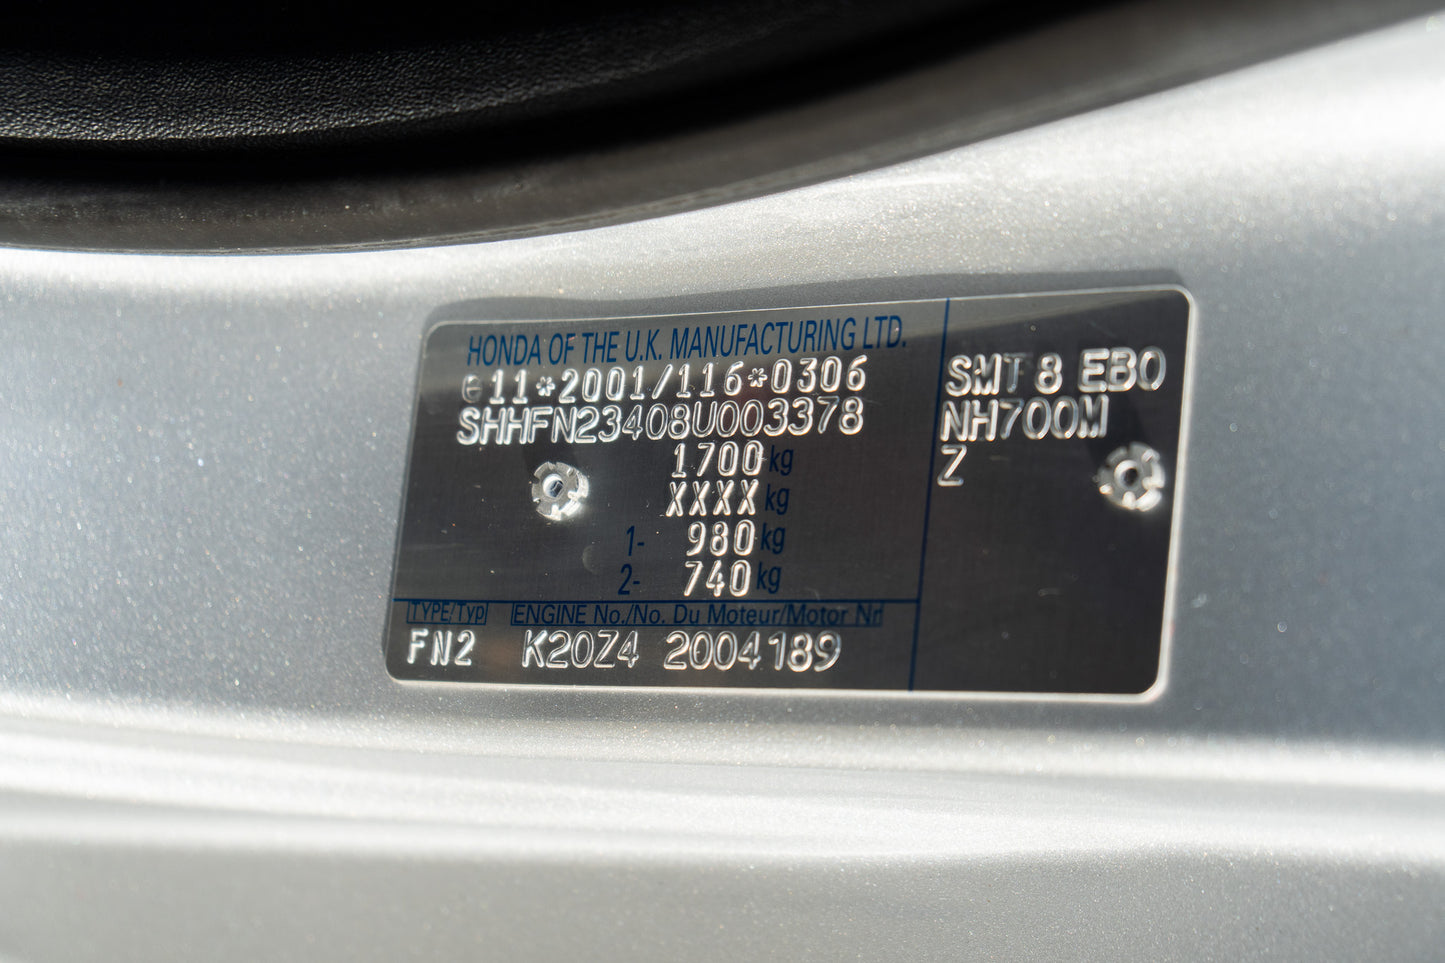 HONDA OF THE U.K. MANUFACTURING LTD.
e11*2001/116*0306
SHHFN23408U003378
1700 kg
XXXX kg
1- 980 kg
2- 740 kg
TYPE/Typ ENGINE No./No. Du Moteur/Motor Nr
FN2 K20Z4 2004189
SMT 8 EB0
NH700M
Z